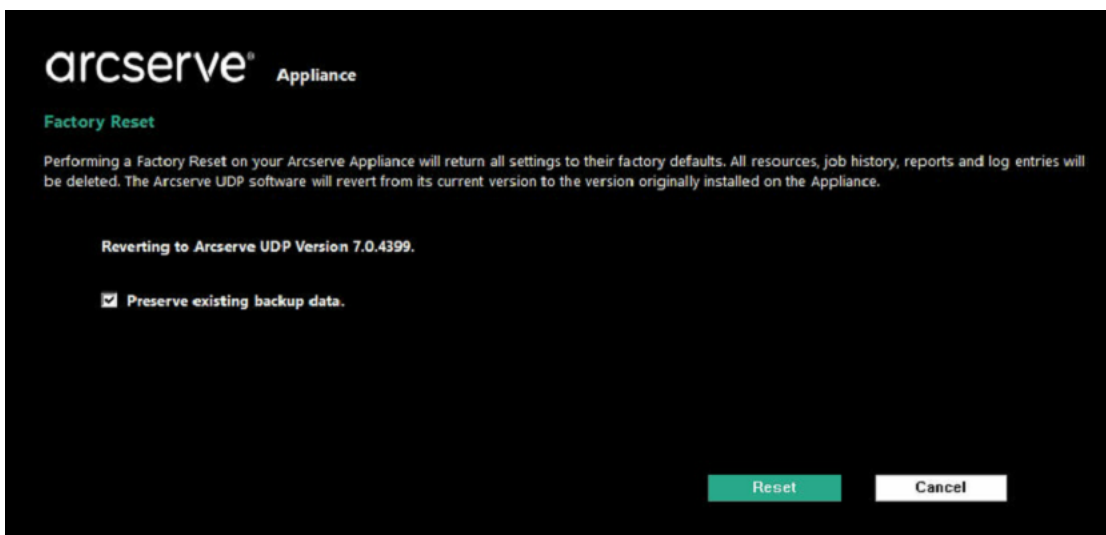 arcserve® Appliance
Factory Reset
Performing a Factory Reset on your Arcserve Appliance will return all settings to their factory defaults. All resources, job history, reports and log entries will
be deleted. The Arcserve UDP software will revert from its current version to the version originally installed on the Appliance.
Reverting to Arcserve UDP Version 7.0.4399.
Preserve existing backup data.
Reset Cancel